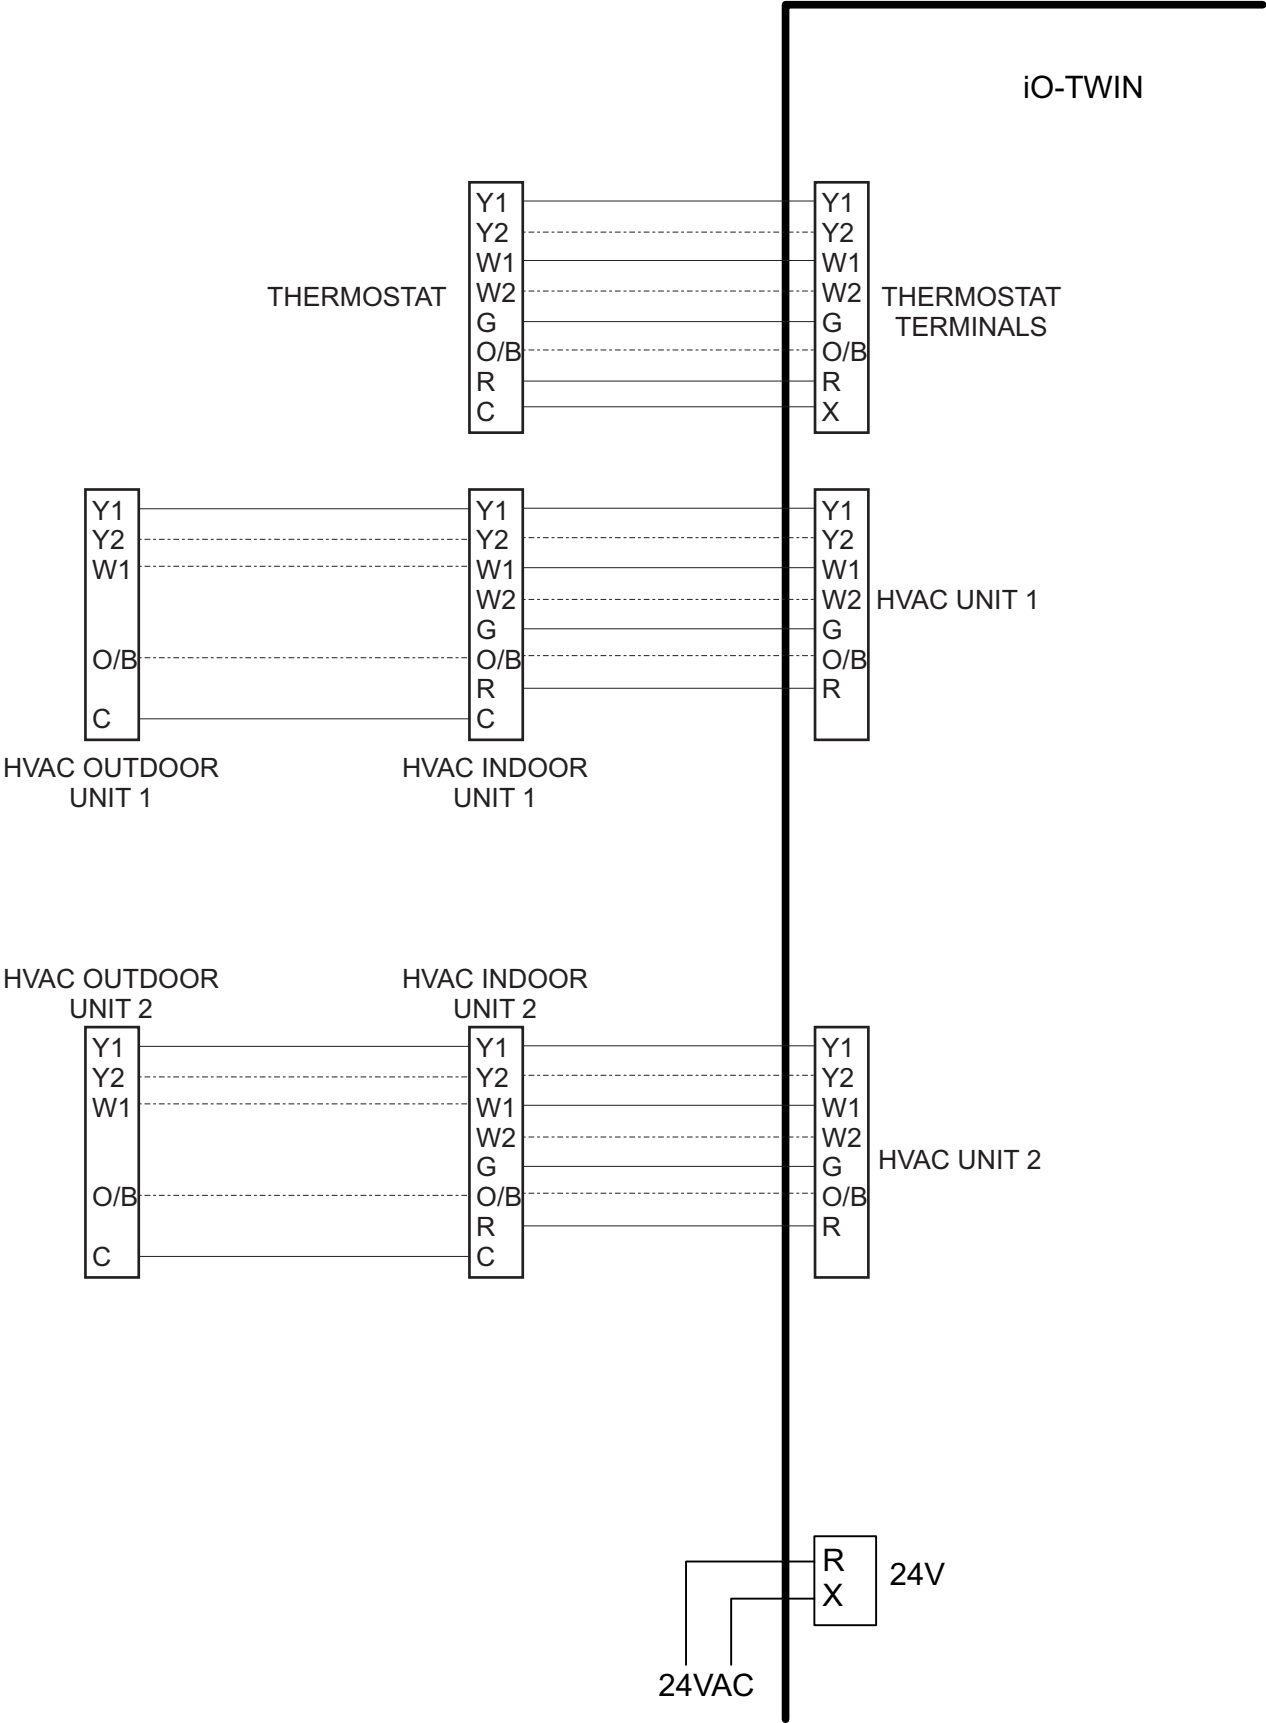 iO-TWIN
THERMOSTAT
Y1
Y2
W1
W2
G
O/B
R
C
Y1
Y2
W1
W2
G
O/B
R
X
THERMOSTAT
TERMINALS
Y1
Y2
W1
O/B
C
HVAC OUTDOOR
UNIT 1
Y1
Y2
W1
W2
G
O/B
R
C
HVAC INDOOR
UNIT 1
Y1
Y2
W1
W2
G
O/B
R
HVAC UNIT 1
HVAC OUTDOOR
UNIT 2
Y1
Y2
W1
O/B
C
HVAC INDOOR
UNIT 2
Y1
Y2
W1
W2
G
O/B
R
C
Y1
Y2
W1
W2
G
O/B
R
HVAC UNIT 2
R
X
24V
24VAC